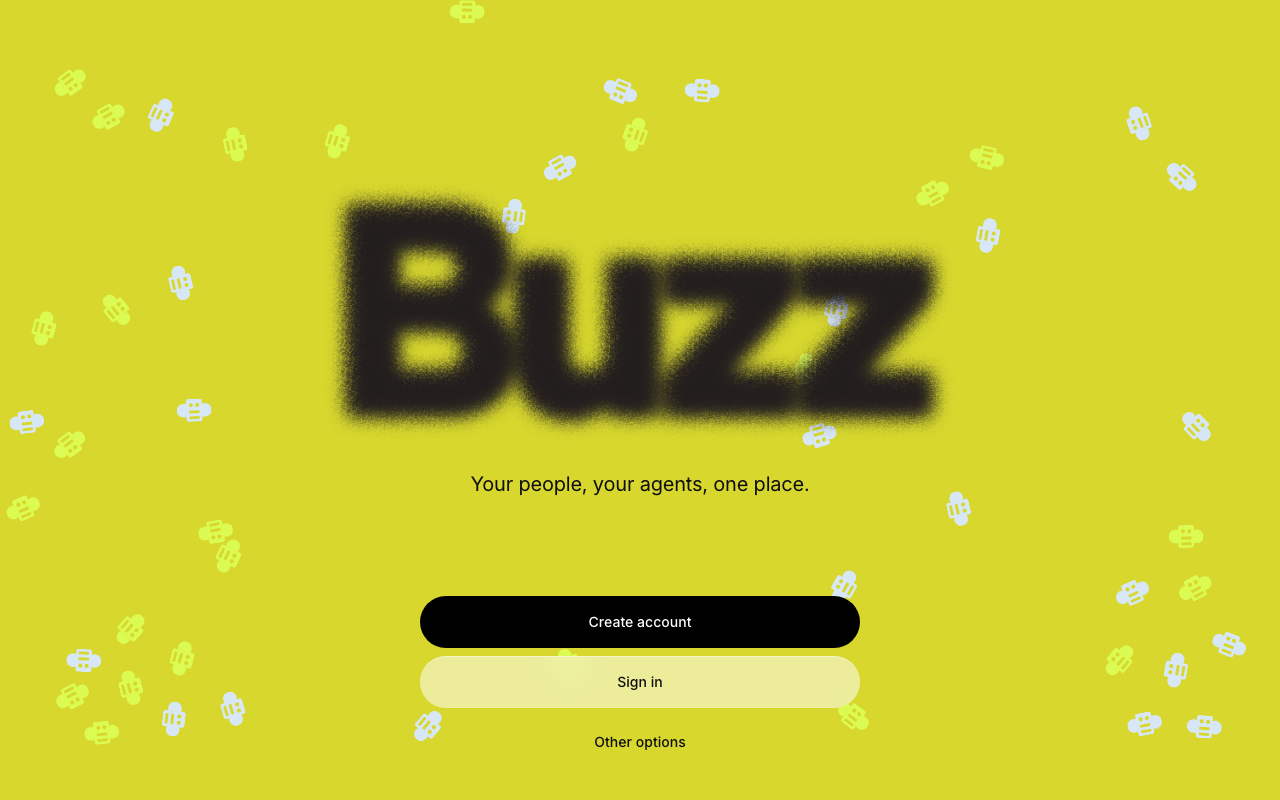 Buzz
Your people, your agents, one place.
Create account
Sign in
Other options